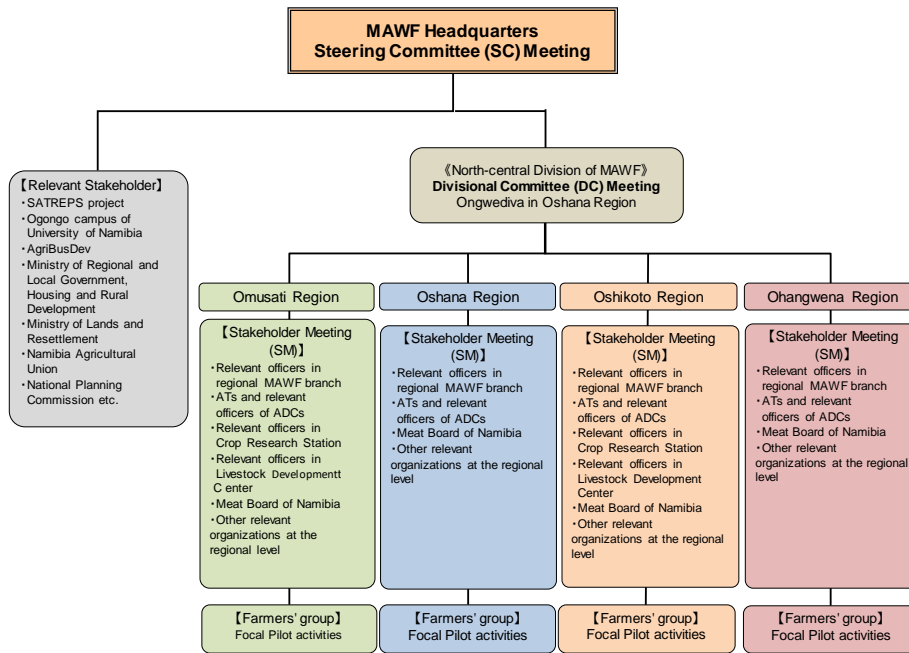 MAWF Headquarters
Steering Committee (SC) Meeting
【Relevant Stakeholder】
・SATREPS project
・Ogongo campus of
University of Namibia
・AgriBusDev
・Ministry of Regional and
Local Government,
Housing and Rural
Development
・Ministry of Lands and
Resettlement
・Namibia Agricultural
Union
・National Planning
Commission etc.
《North-central Division of MAWF》
Divisional Committee (DC) Meeting
Ongwediva in Oshana Region
Omusati Region
【Stakeholder Meeting
(SM)】
・Relevant officers in
regional MAWF branch
・ATs and relevant
officers of ADCs
・Relevant officers in
Crop Research Station
・Relevant officers in
Livestock Developmentt
C enter
・Meat Board of Namibia
・Other relevant
organizations at the
regional level
【Farmers' group】
Focal Pilot activities
Oshana Region
【Stakeholder Meeting
(SM)】
・Relevant officers in
regional MAWF branch
・ATs and relevant
officers of ADCs
・Meat Board of Namibia
・Other relevant
organizations at the regional
level
【Farmers' group】
Focal Pilot activities
Oshikoto Region
【Stakeholder Meeting
(SM)】
・Relevant officers in
regional MAWF branch
・ATs and relevant
officers of ADCs
・Relevant officers in
Crop Research Station
・Relevant officers in
Livestock Development
Center
・Meat Board of Namibia
・Other relevant
organizations at the regional
level
【Farmers' group】
Focal Pilot activities
Ohangwena Region
【Stakeholder Meeting
(SM)】
・Relevant officers in
regional MAWF branch
・ATs and relevant
officers of ADCs
・Meat Board of Namibia
・Other relevant
organizations at the regional
level
【Farmers' group】
Focal Pilot activities